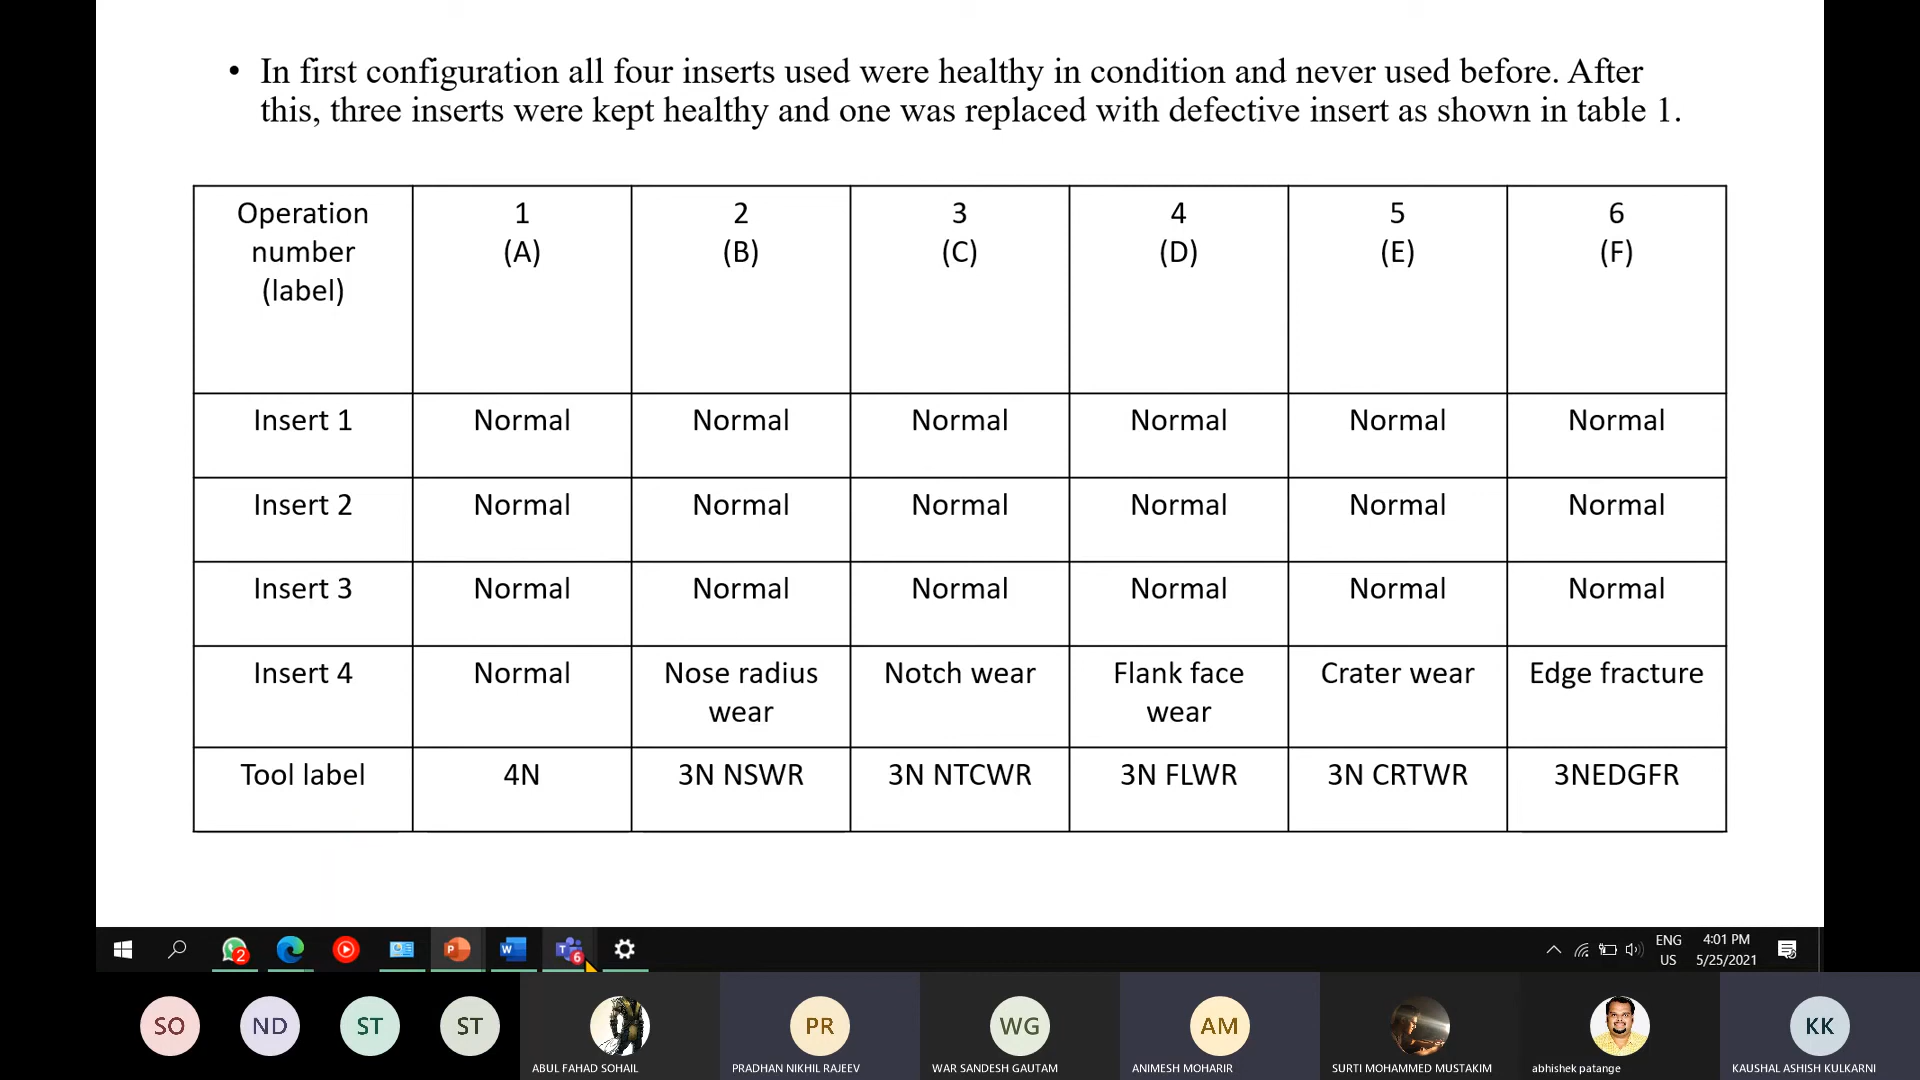 • In first configuration all four inserts used were healthy in condition and never used before. After
this, three inserts were kept healthy and one was replaced with defective insert as shown in table 1.
Operation number (label) 1 (A) 2 (B) 3 (C) 4 (D) 5 (E) 6 (F)
Insert 1 Normal Normal Normal Normal Normal Normal
Insert 2 Normal Normal Normal Normal Normal Normal
Insert 3 Normal Normal Normal Normal Normal Normal
Insert 4 Normal Nose radius wear Notch wear Flank face wear Crater wear Edge fracture
Tool label 4N 3N NSWR 3N NTCWR 3N FLWR 3N CRTWR 3NEDGFR
2 P W T 6 ENG US 4:01 PM 5/25/2021
SO ND ST ST PR WG AM KK
ABUL FAHAD SOHAIL PRADHAN NIKHIL RAJEEV WAR SANDESH GAUTAM ANIMESH MOHARIR SURTI MOHAMMED MUSTAKIM abhishek patange KAUSHAL ASHISH KULKARNI